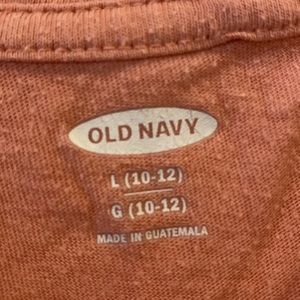 OLD NAVY
L (10-12)
G (10-12)
MADE IN GUATEMALA